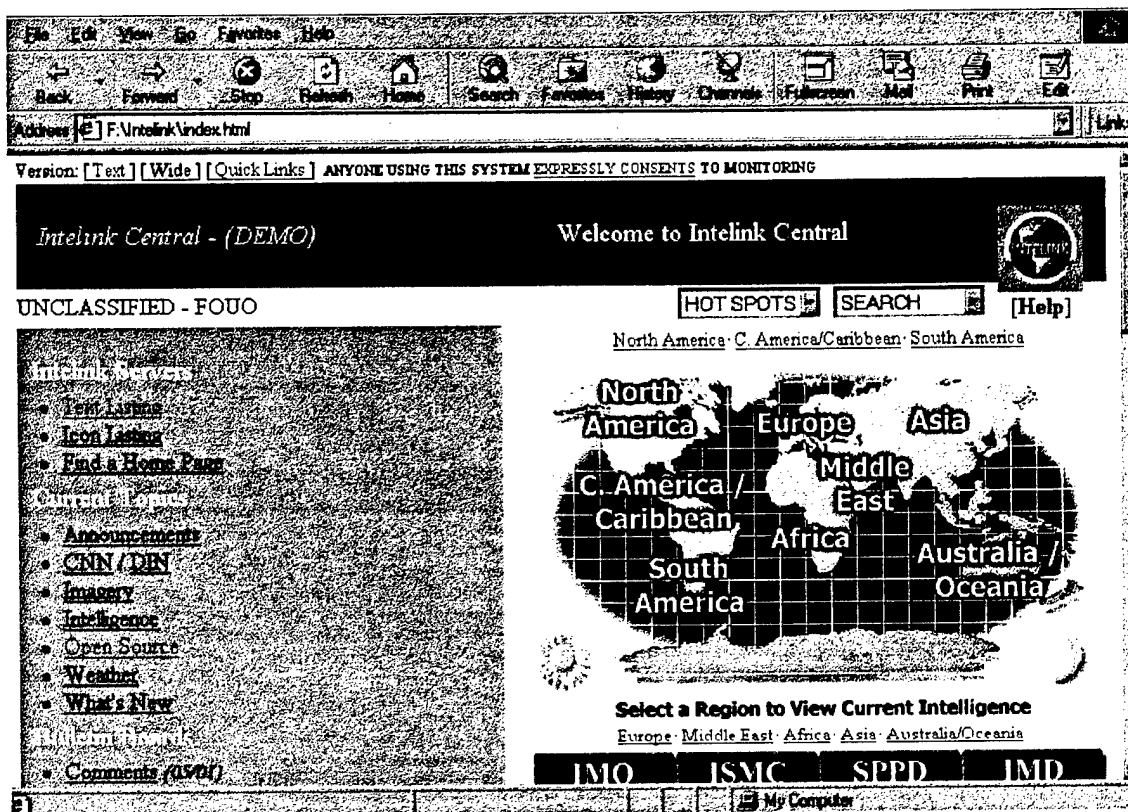 File Edit View Go Favorites Help
Back Forward Stop Refresh Home Search Favorites History Channels Fullscreen Mail Print Edit
Address F:\Intelink\index.html Links
Version: [Text] [Wide] [Quick Links] ANYONE USING THIS SYSTEM EXPRESSLY CONSENTS TO MONITORING
Intelink Central - (DEMO) Welcome to Intelink Central
INTELINK
UNCLASSIFIED - FOUO HOT SPOTS SEARCH [Help]
North America · C. America/Caribbean · South America
Intelink Servers
Text Listing
Icon Listing
Find a Home Page
Current Topics
Announcements
CNN / DIN
Imagery
Intelligence
Open Source
Weather
What's New
Bulletin Board
Comments
North
America
Europe
Asia
Middle
East
C. America /
Caribbean
Africa
South
America
Australia /
Oceania
Select a Region to View Current Intelligence
Europe · Middle East · Africa · Asia · Australia/Oceania
IMO ISMC SPPD IMD
My Computer